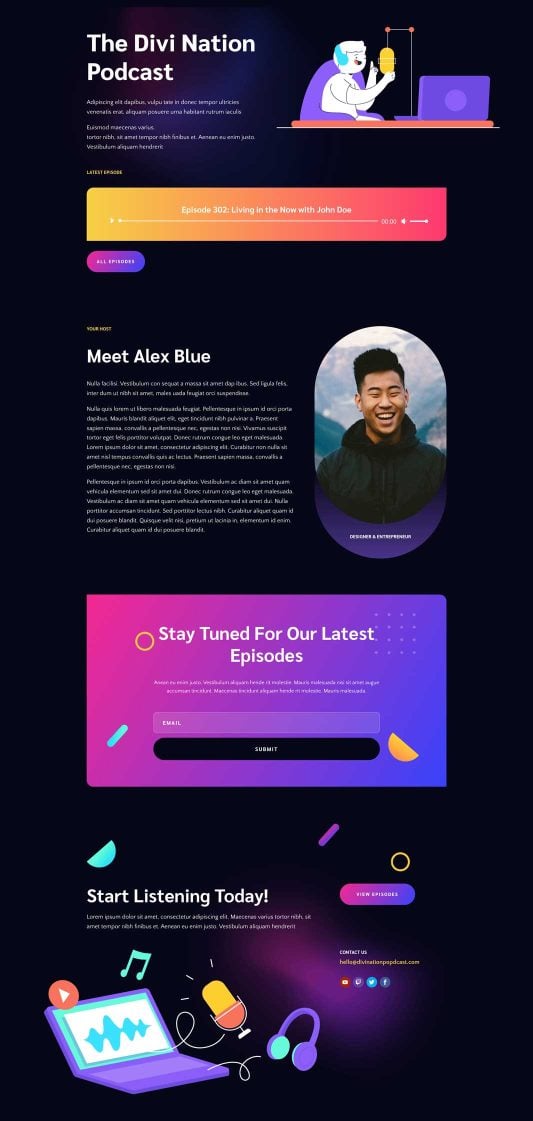 The Divi Nation
Podcast
Adipiscing elit dapibus, vulpu tate in donec tempor ultricies
venenatis erat, aliquam posuere urna habitant rutrum iaculis
Euismod maecenas varius,
tortor nibh, sit amet tempor nibh finibus et. Aenean eu enim justo.
Vestibulum aliquam hendrerit
LATEST EPISODE
Episode 302: Living in the Now with John Doe
00:00
ALL EPISODES
YOUR HOST
Meet Alex Blue
Nulla facilisi. Vestibulum con sequat a massa sit amet dap ibus. Sed ligula felis,
inter dum ut nibh sit amet, males uada feugiat orci suspendisse.
Nulla quis lorem ut libero malesuada feugiat. Pellentesque in ipsum id orci porta
dapibus. Mauris blandit aliquet elit, eget tincidunt nibh pulvinar a. Praesent
sapien massa, convallis a pellentesque nec, egestas non nisi. Vivamus suscipit
tortor eget felis porttitor volutpat. Donec rutrum congue leo eget malesuada.
Lorem ipsum dolor sit amet, consectetur adipiscing elit. Curabitur non nulla sit
amet nisl tempus convallis quis ac lectus. Praesent sapien massa, convallis a
pellentesque nec, egestas non nisi.
Pellentesque in ipsum id orci porta dapibus. Vestibulum ac diam sit amet quam
vehicula elementum sed sit amet dui. Donec rutrum congue leo eget malesuada.
Vestibulum ac diam sit amet quam vehicula elementum sed sit amet dui. Nulla
porttitor accumsan tincidunt. Sed porttitor lectus nibh. Curabitur aliquet quam id
dui posuere blandit. Quisque velit nisi, pretium ut lacinia in, elementum id enim.
Curabitur aliquet quam id dui posuere blandit.
DESIGNER & ENTREPRENEUR
Stay Tuned For Our Latest
Episodes
Anean eu enim justo. Vestibulum aliquam hende rit molestie. Mauris malesuada nisi sit amet augue
accumsan tincidunt. Maecenas tincidunt aliquam hende rit molestie. Mauris malesuada.
EMAIL
SUBMIT
Start Listening Today!
Lorem ipsum dolor sit amet, consectetur adipiscing elit. Maecenas varius tortor nibh, sit
amet tempor nibh finibus et. Aenean eu enim justo. Vestibulum aliquam hendrerit
VIEW EPISODES
CONTACT US
hello@divinationpopdcast.com